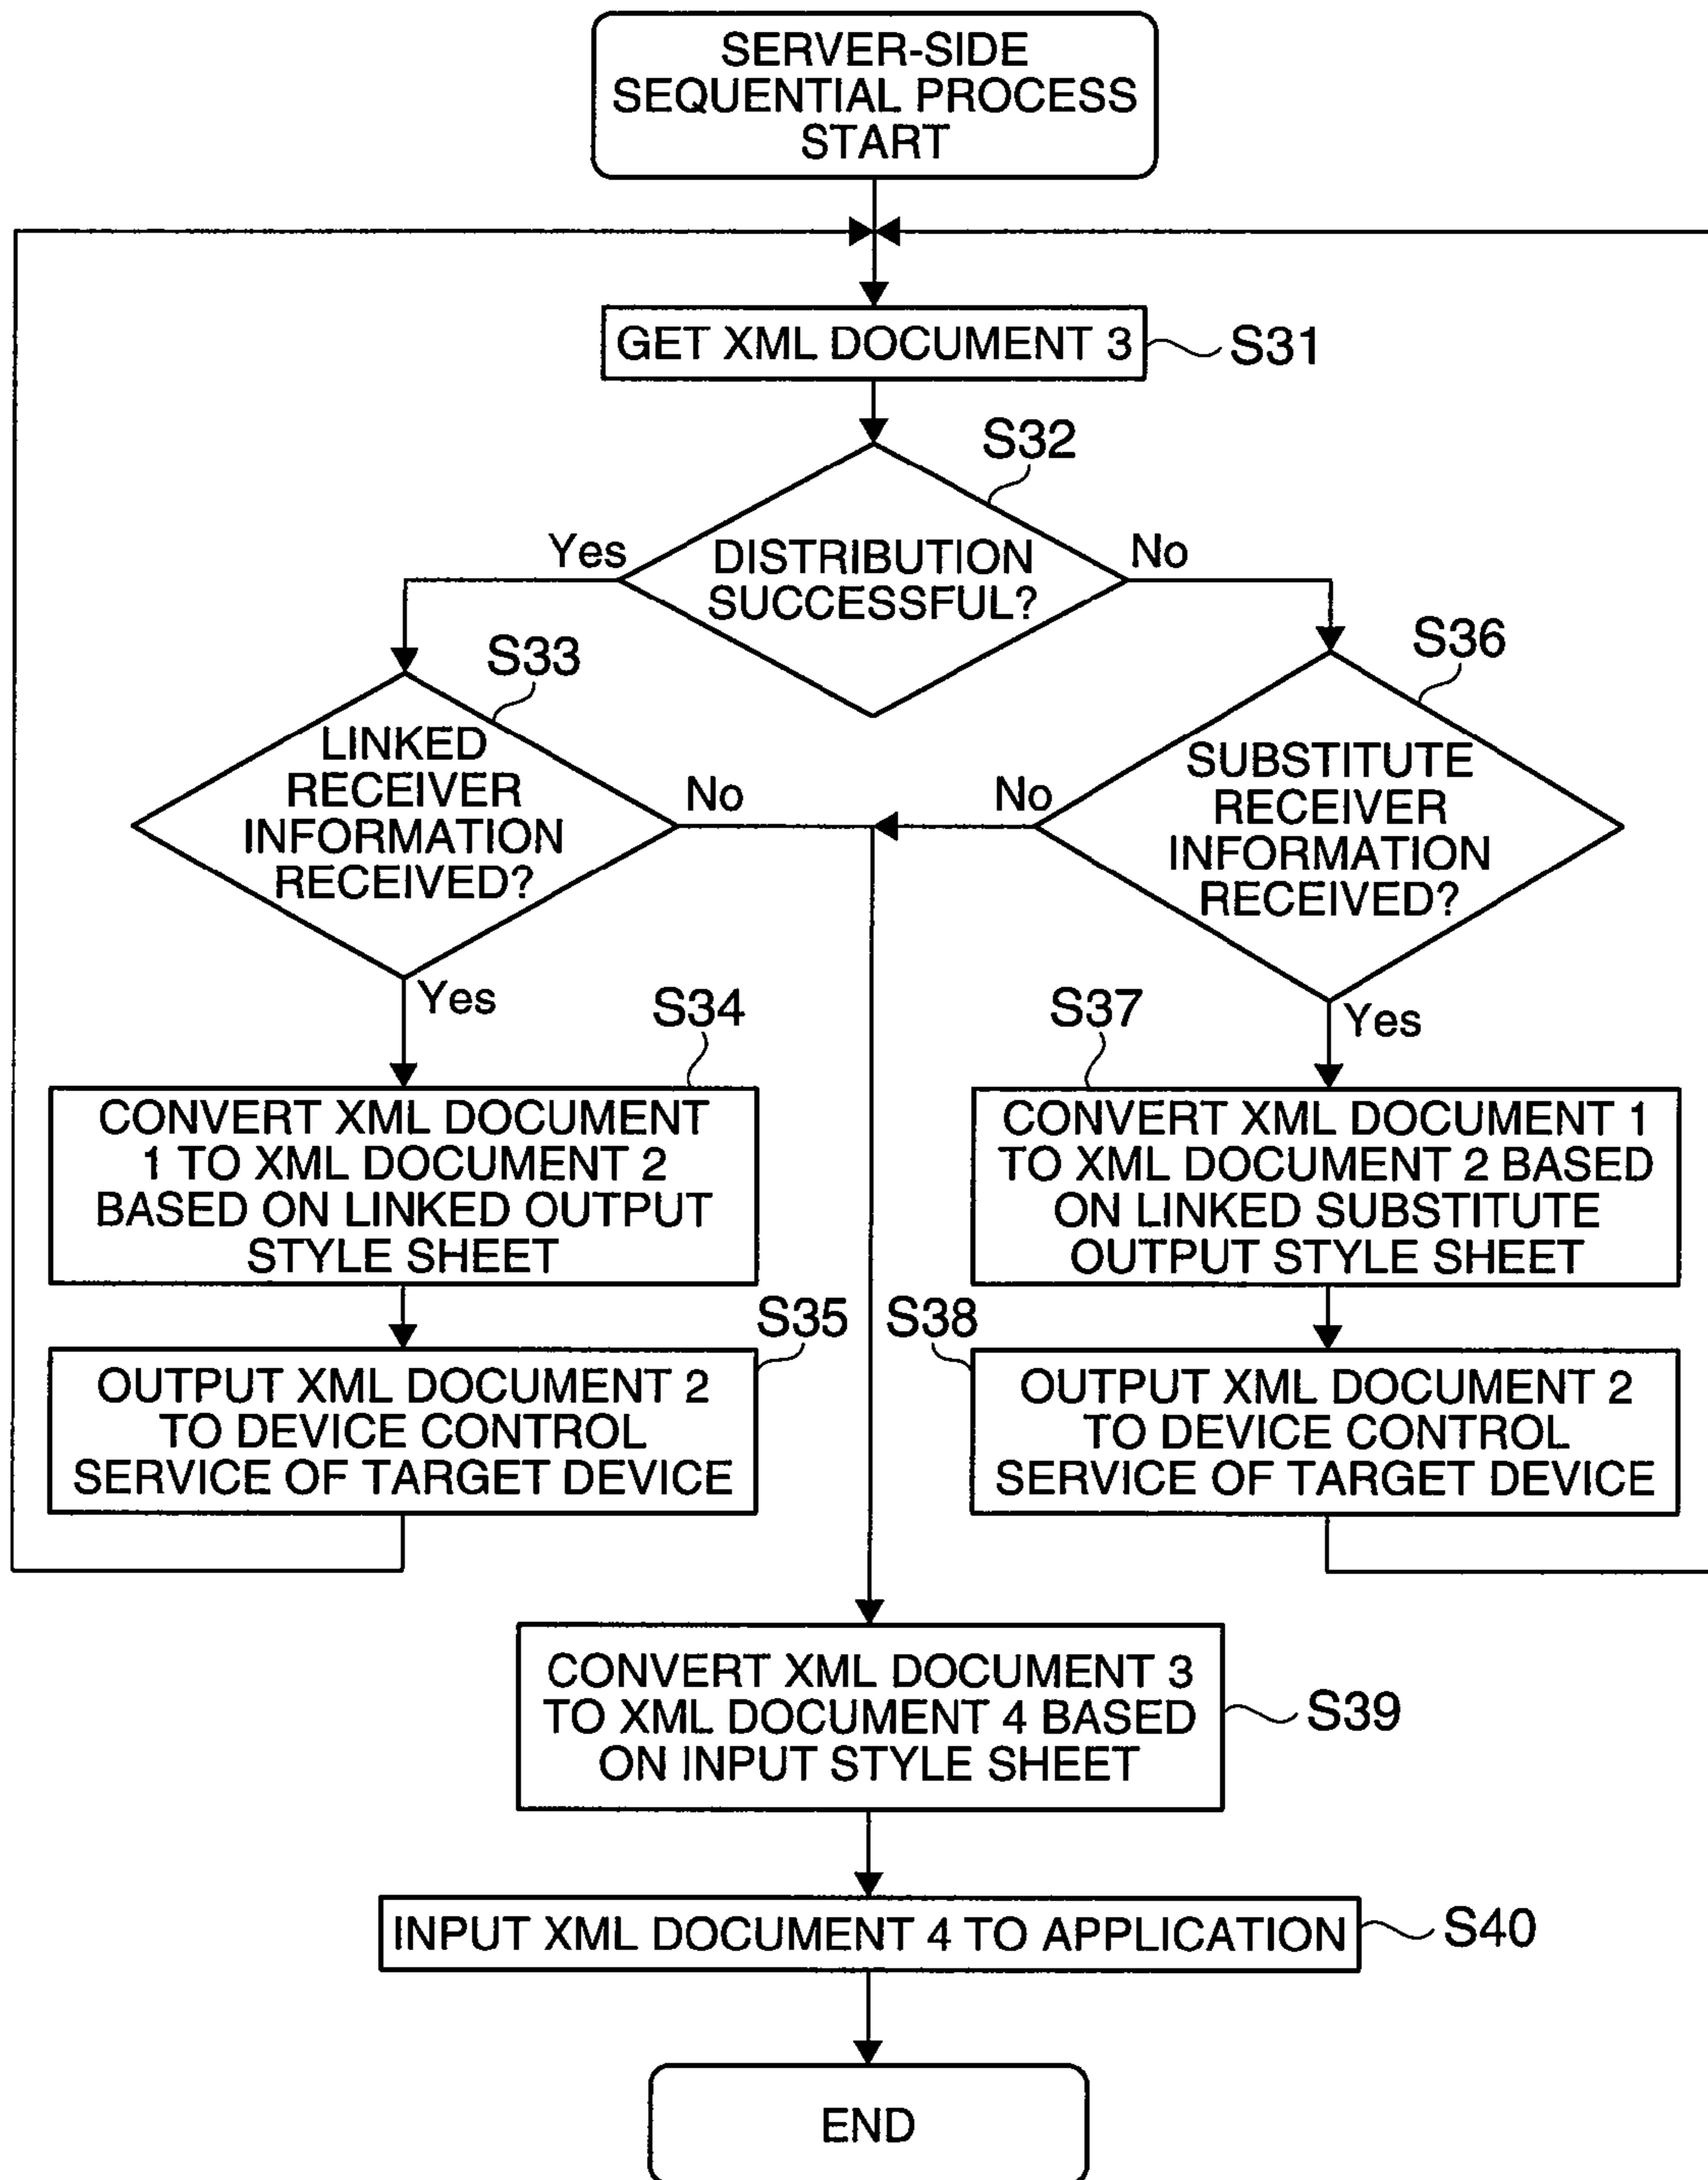 SERVER-SIDE
SEQUENTIAL PROCESS
START
GET XML DOCUMENT 3
S31
S32
DISTRIBUTION
SUCCESSFUL?
Yes
No
S33
LINKED
RECEIVER
INFORMATION
RECEIVED?
No
Yes
S36
SUBSTITUTE
RECEIVER
INFORMATION
RECEIVED?
No
Yes
S34
CONVERT XML DOCUMENT
1 TO XML DOCUMENT 2
BASED ON LINKED OUTPUT
STYLE SHEET
S37
CONVERT XML DOCUMENT 1
TO XML DOCUMENT 2 BASED
ON LINKED SUBSTITUTE
OUTPUT STYLE SHEET
S35
OUTPUT XML DOCUMENT 2
TO DEVICE CONTROL
SERVICE OF TARGET DEVICE
S38
OUTPUT XML DOCUMENT 2
TO DEVICE CONTROL
SERVICE OF TARGET DEVICE
CONVERT XML DOCUMENT 3
TO XML DOCUMENT 4 BASED
ON INPUT STYLE SHEET
S39
INPUT XML DOCUMENT 4 TO APPLICATION
S40
END